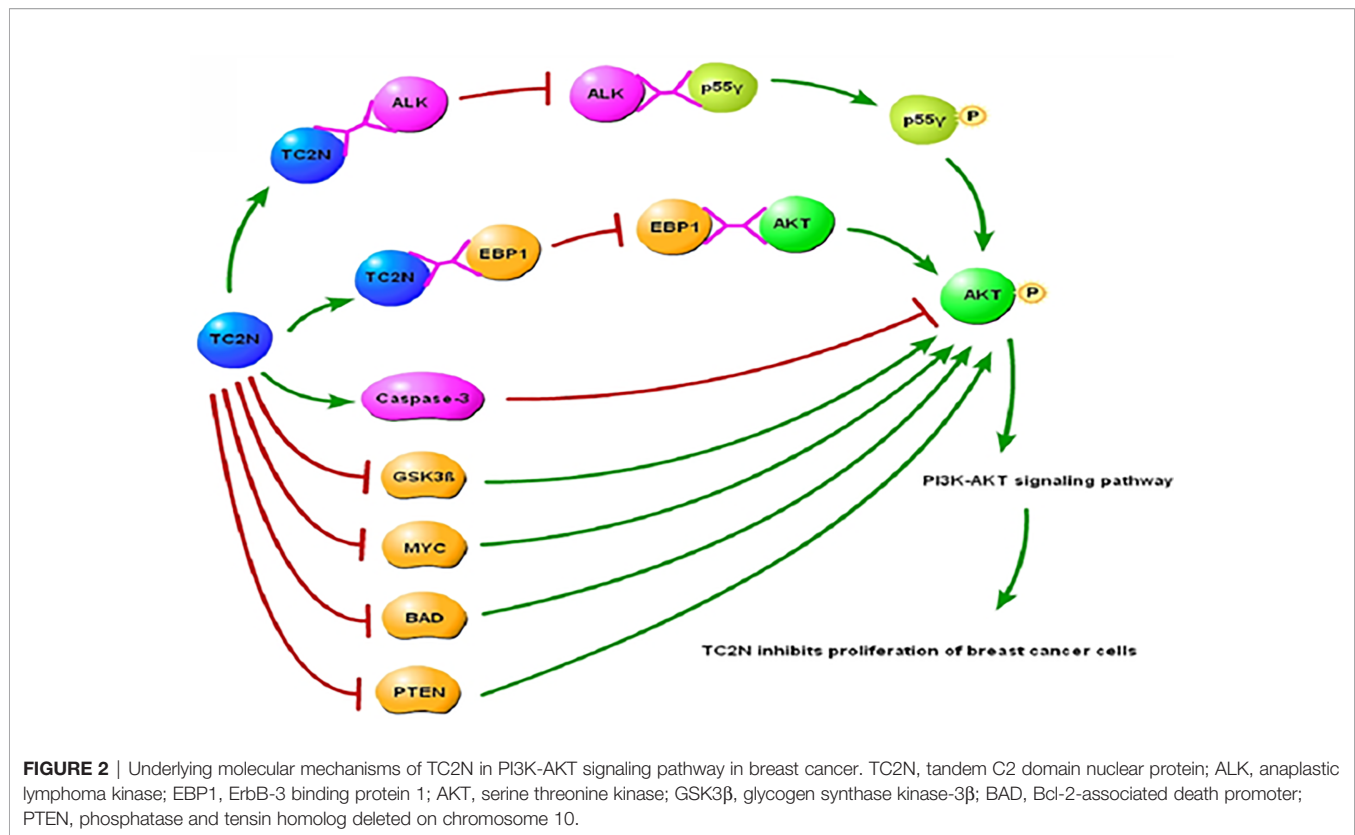 ALK
TC2N
ALK
p55γ
p55γ
P
TC2N
EBP1
EBP1
AKT
AKT
P
TC2N
Caspase-3
GSK3ß
MYC
BAD
PTEN
PI3K-AKT signaling pathway
TC2N inhibits proliferation of breast cancer cells
FIGURE 2 | Underlying molecular mechanisms of TC2N in PI3K-AKT signaling pathway in breast cancer. TC2N, tandem C2 domain nuclear protein; ALK, anaplastic
lymphoma kinase; EBP1, ErbB-3 binding protein 1; AKT, serine threonine kinase; GSK3β, glycogen synthase kinase-3β; BAD, Bcl-2-associated death promoter;
PTEN, phosphatase and tensin homolog deleted on chromosome 10.